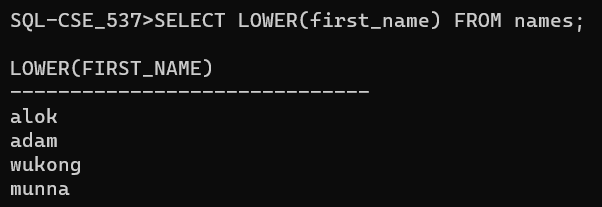 SQL-CSE_537>SELECT LOWER(first_name) FROM names;
LOWER(FIRST_NAME)
------------------------------
alok
adam
wukong
munna